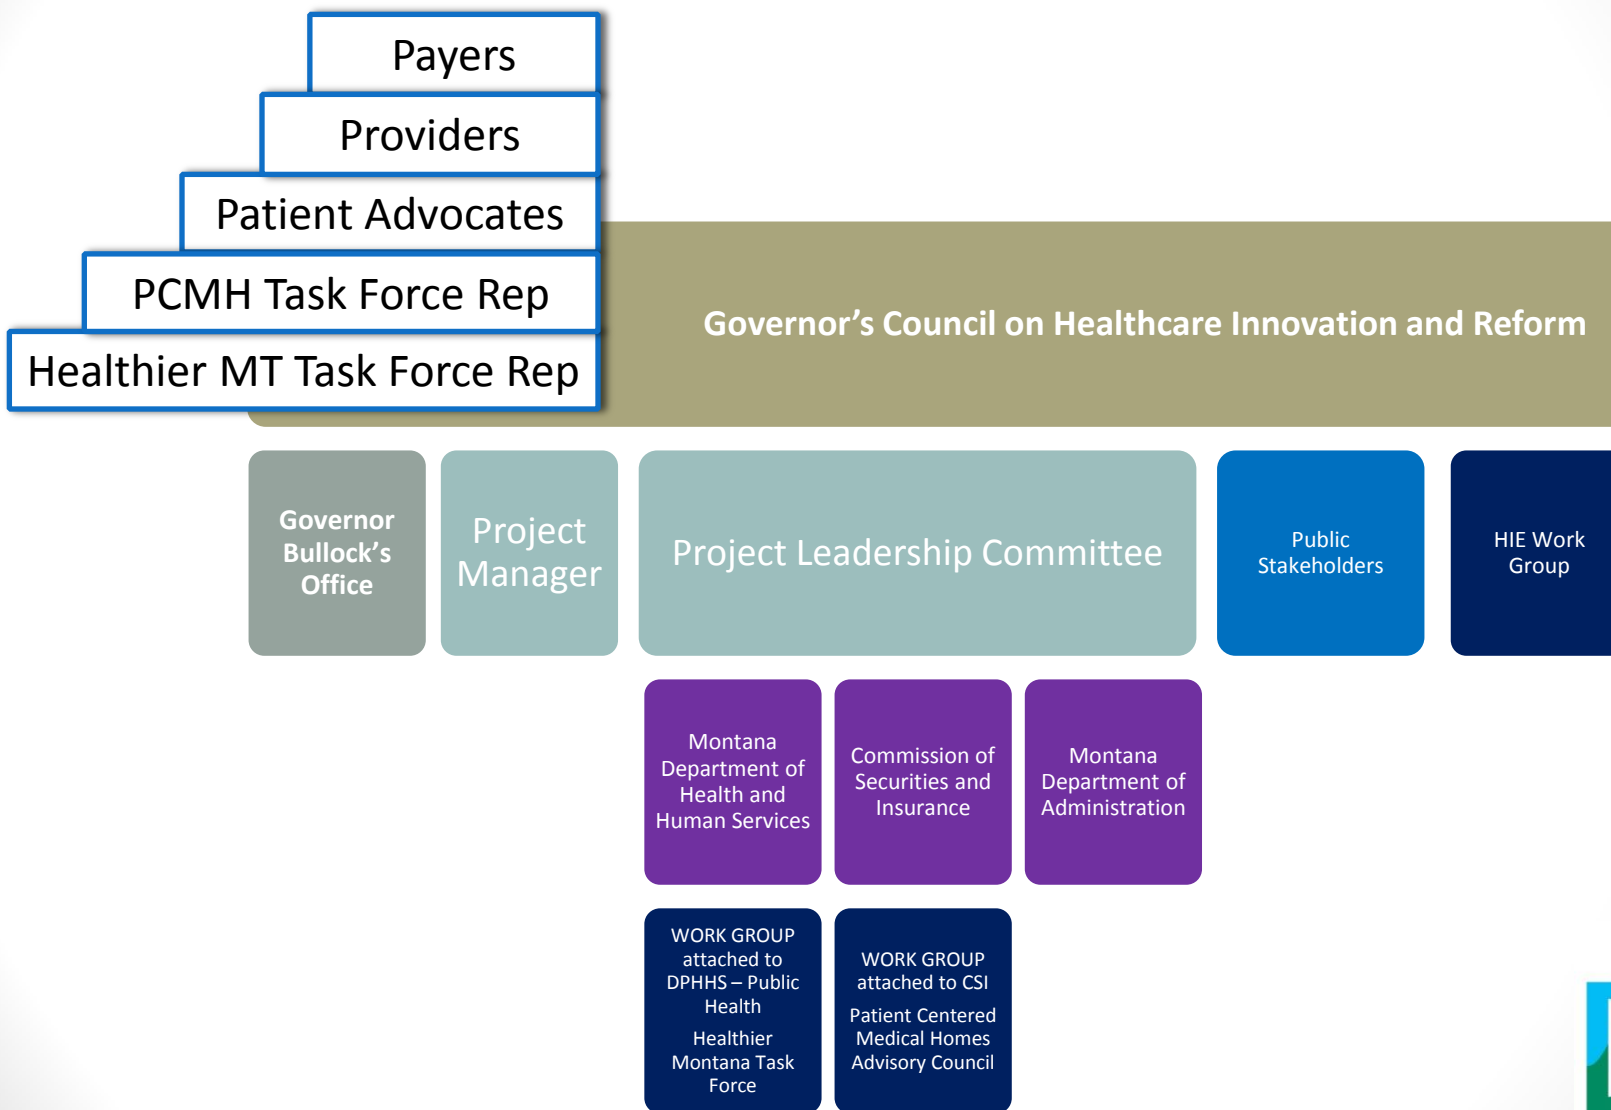 Payers
Providers
Patient Advocates
PCMH Task Force Rep
Healthier MT Task Force Rep
Governor’s Council on Healthcare Innovation and Reform
Governor
Bullock’s
Office
Project
Manager
Project Leadership Committee
Public
Stakeholders
HIE Work
Group
Montana
Department of
Health and
Human Services
Commission of
Securities and
Insurance
Montana
Department of
Administration
WORK GROUP
attached to
DPHHS – Public
Health
Healthier
Montana Task
Force
WORK GROUP
attached to CSI
Patient Centered
Medical Homes
Advisory Council